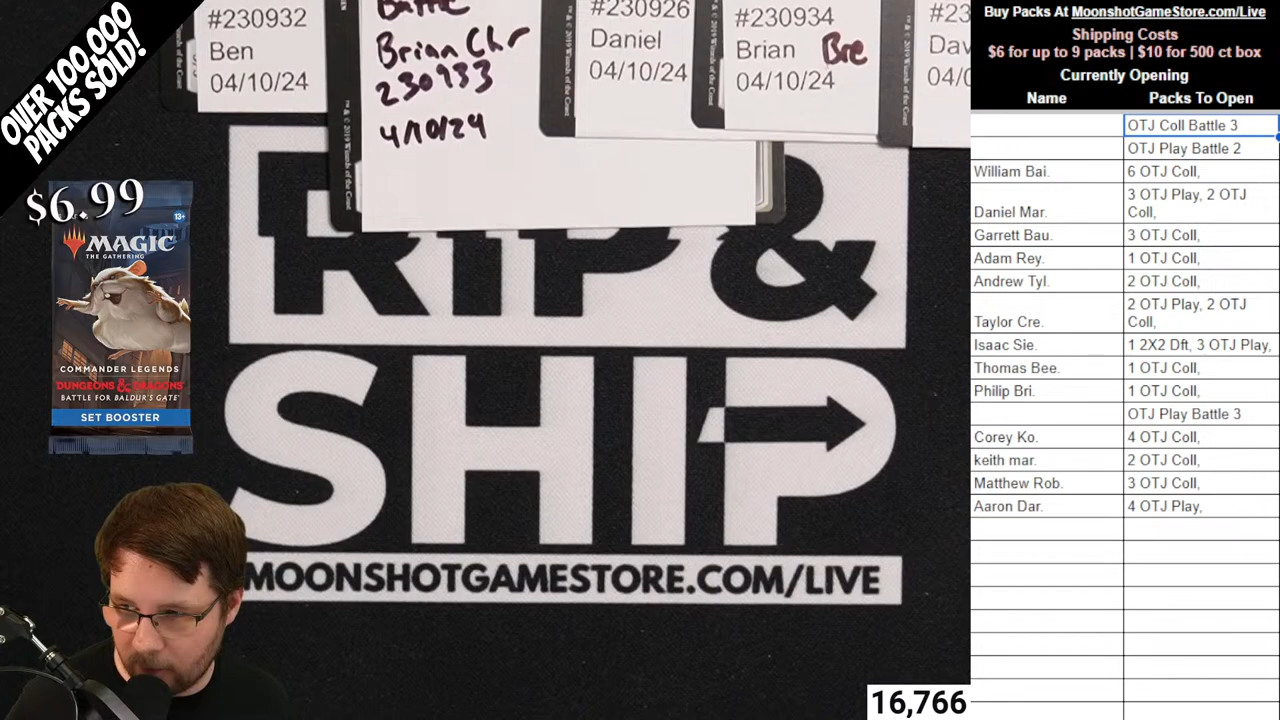 OVER 100,000
PACKS SOLD!
$6.99
13+
MAGIC
THE GATHERING
COMMANDER LEGENDS
DUNGEONS & DRAGONS
BATTLE FOR BALDUR'S GATE
SET BOOSTER
#230932
Ben
04/10/24
Battle
Brian Chr
230933
4/10/24
#230926
Daniel
04/10/24
#230934
Brian Bre
04/10/24
RIP &
SHIP
MOONSHOTGAMESTORE.COM/LIVE
16,766
Buy Packs At MoonshotGameStore.com/Live
Shipping Costs
$6 for up to 9 packs | $10 for 500 ct box
Currently Opening
Name Packs To Open
OTJ Coll Battle 3
OTJ Play Battle 2
William Bai. 6 OTJ Coll,
3 OTJ Play, 2 OTJ
Daniel Mar. Coll,
Garrett Bau. 3 OTJ Coll,
Adam Rey. 1 OTJ Coll,
Andrew Tyl. 2 OTJ Coll,
2 OTJ Play, 2 OTJ
Taylor Cre. Coll,
Isaac Sie. 1 2X2 Dft, 3 OTJ Play,
Thomas Bee. 1 OTJ Coll,
Philip Bri. 1 OTJ Coll,
OTJ Play Battle 3
Corey Ko. 4 OTJ Coll,
keith mar. 2 OTJ Coll,
Matthew Rob. 3 OTJ Coll,
Aaron Dar. 4 OTJ Play,